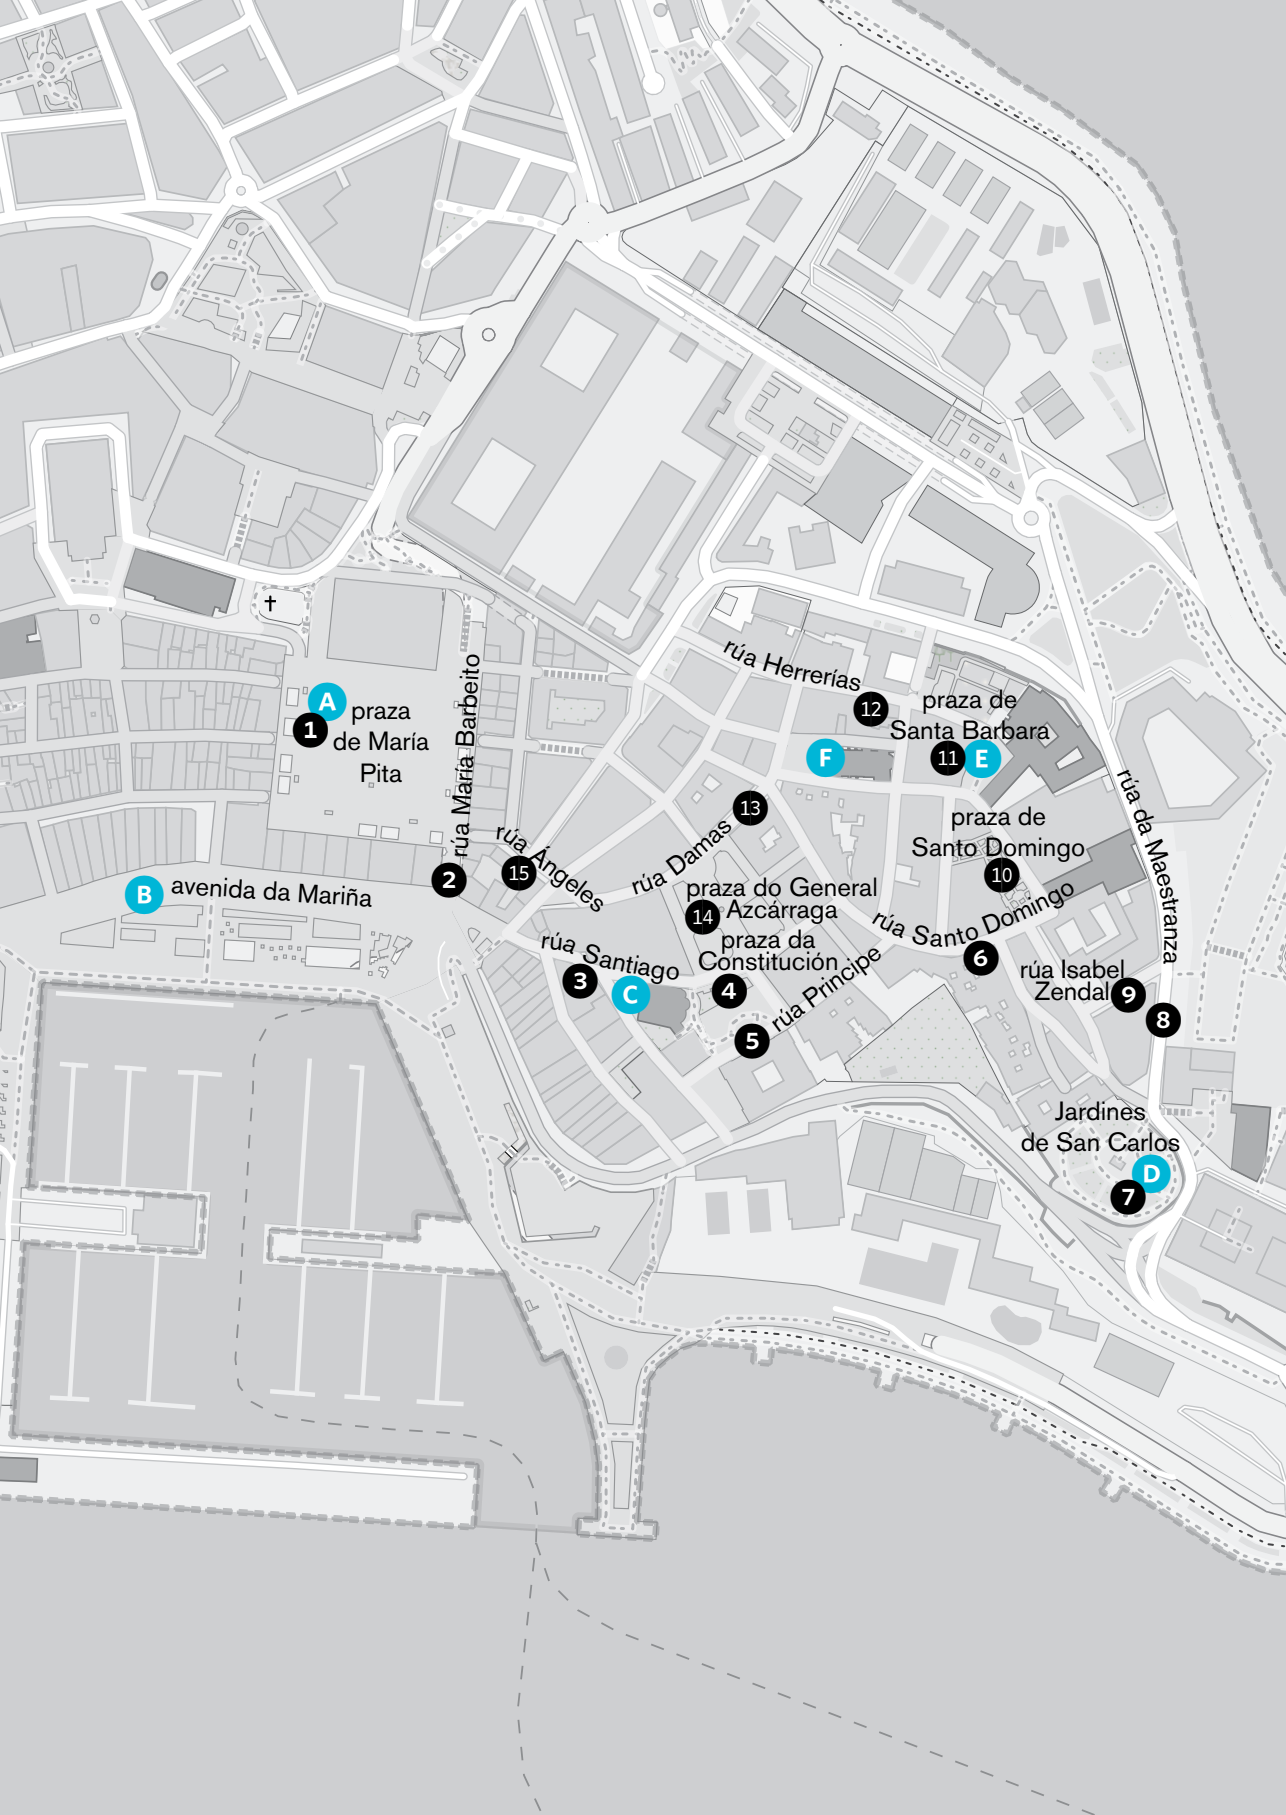 rúa Herrerías
12
praza de
Santa Barbara
11
E
F
A
1
praza
de María
Pita
rúa María Barbeito
rúa da Maestranza
13
rúa Damas
praza de
Santo Domingo
10
rúa Ángeles
15
2
B
avenida da Mariña
praza do General
Azcárraga
14
rúa Santo Domingo
6
praza da
Constitución
4
rúa Santiago
3
C
rúa Principe
5
rúa Isabel
Zendal
9
8
Jardines
de San Carlos
D
7